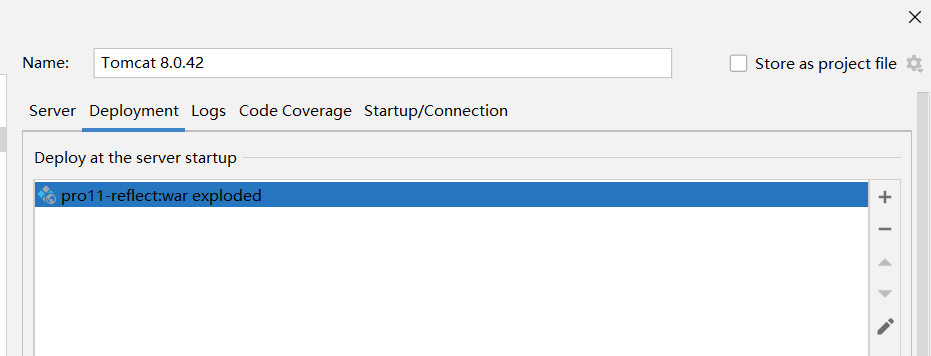 Name: Tomcat 8.0.42 Store as project file
Server Deployment Logs Code Coverage Startup/Connection
Deploy at the server startup
pro11-reflect:war exploded